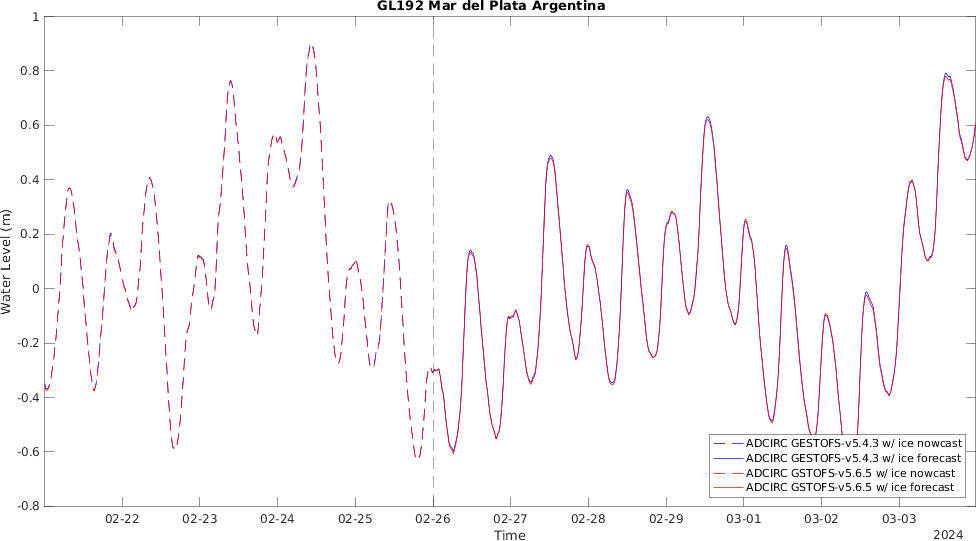 GL192 Mar del Plata Argentina
1
0.8
0.6
0.4
0.2
0
-0.2
-0.4
-0.6
-0.8
Water Level (m)
ADCIRC GESTOFS-v5.4.3 w/ ice nowcast
ADCIRC GESTOFS-v5.4.3 w/ ice forecast
ADCIRC GSTOFS-v5.6.5 w/ ice nowcast
ADCIRC GSTOFS-v5.6.5 w/ ice forecast
02-22 02-23 02-24 02-25 02-26 02-27 02-28 02-29 03-01 03-02 03-03
Time
2024